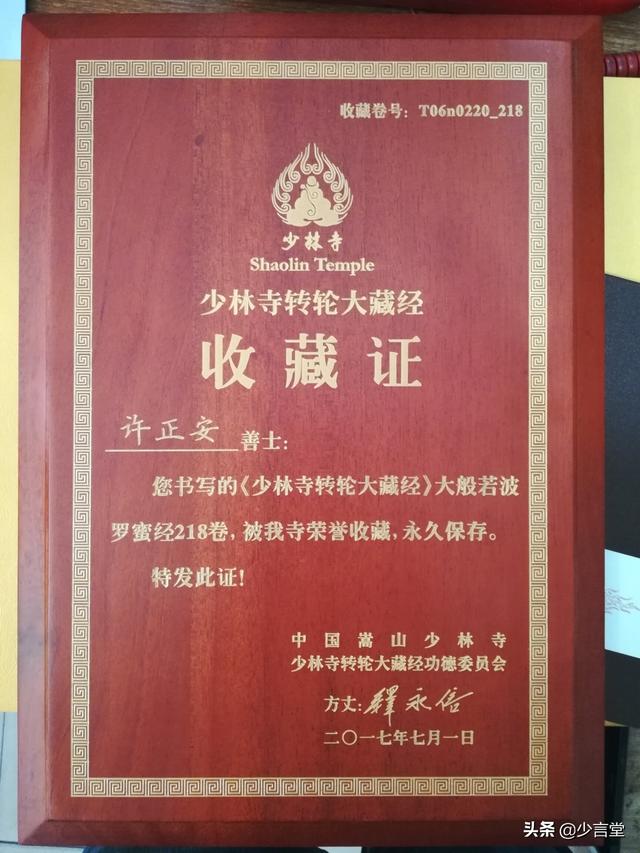 收藏卷号：T06n0220_218
少林寺
Shaolin Temple
少林寺转轮大藏经
收藏证
许正安 善士：
您书写的《少林寺转轮大藏经》大般若波
罗蜜经218卷，被我寺荣誉收藏，永久保存。
特发此证！
中国嵩山少林寺
少林寺转轮大藏经功德委员会
方丈：释永信
二〇一七年七月一日
头条 @少言堂